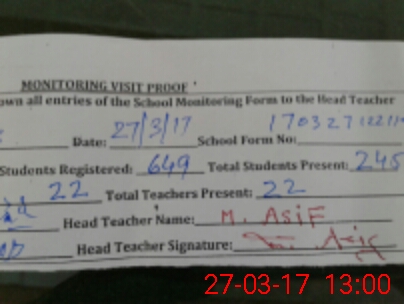 MONITORING VISIT PROOF
own all entries of the School Monitoring Form to the Head Teacher
Date: 27/3/17 School Form No:
Students Registered: 649 Total Students Present: 245
22 Total Teachers Present: 22
Head Teacher Name: M. ASIF
Head Teacher Signature:
27-03-17 13:00